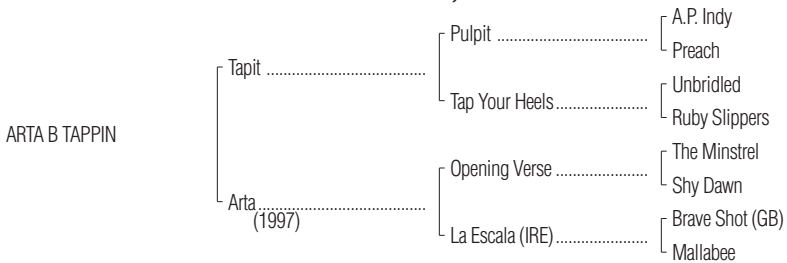 A.P. Indy
Pulpit ........................................
Preach
Tapit ..........................................
Unbridled
Tap Your Heels........................
Ruby Slippers
ARTA B TAPPIN
The Minstrel
Opening Verse ........................
Shy Dawn
Arta............................................
(1997)
Brave Shot (GB)
La Escala (IRE)........................
Mallabee